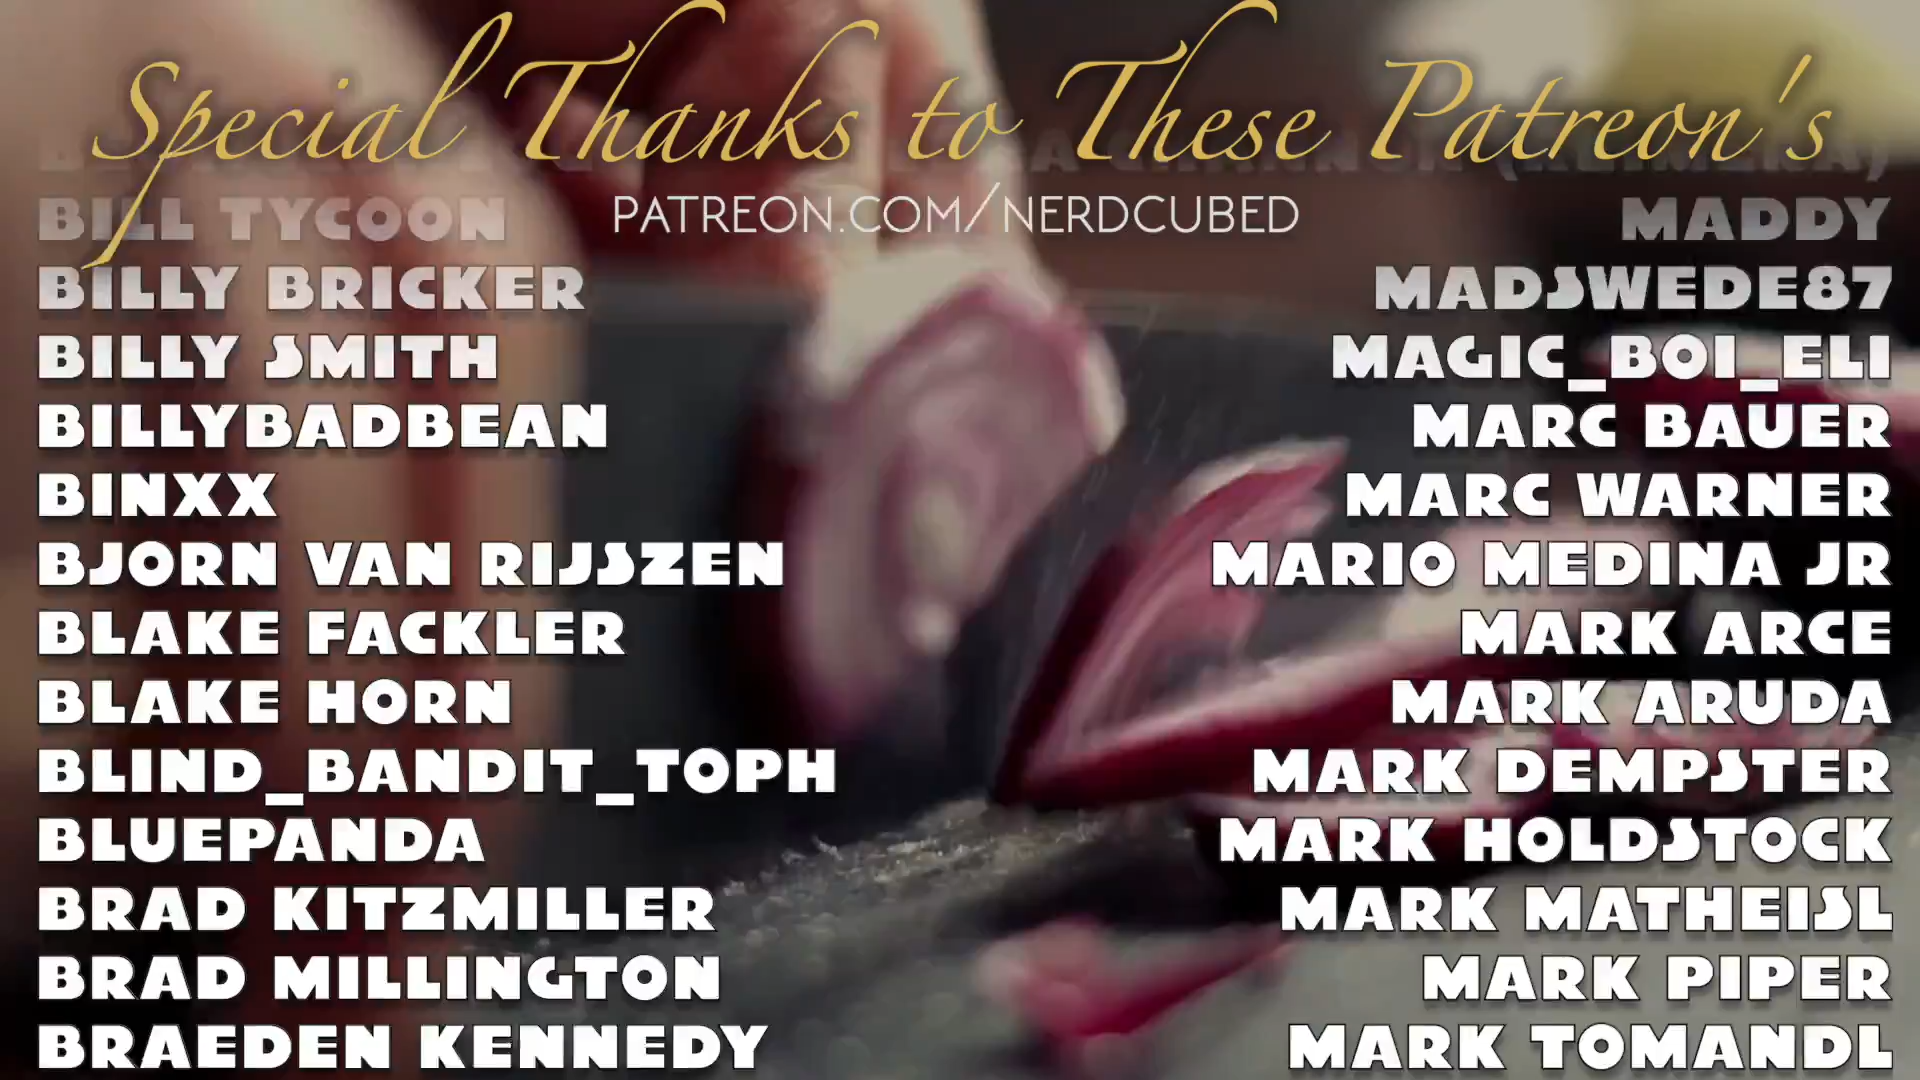 Special Thanks to These Patreon's
PATREON.COM/NERDCUBED
BILL TYCOON
BILLY BRICKER
BILLY SMITH
BILLYBADBEAN
BINXX
BJORN VAN RIJSZEN
BLAKE FACKLER
BLAKE HORN
BLIND_BANDIT_TOPH
BLUEPANDA
BRAD KITZMILLER
BRAD MILLINGTON
BRAEDEN KENNEDY
MADDY
MADSWEDE87
MAGIC_BOI_ELI
MARC BAUER
MARC WARNER
MARIO MEDINA JR
MARK ARCE
MARK ARUDA
MARK DEMPSTER
MARK HOLDSTOCK
MARK MATHEISL
MARK PIPER
MARK TOMANDL